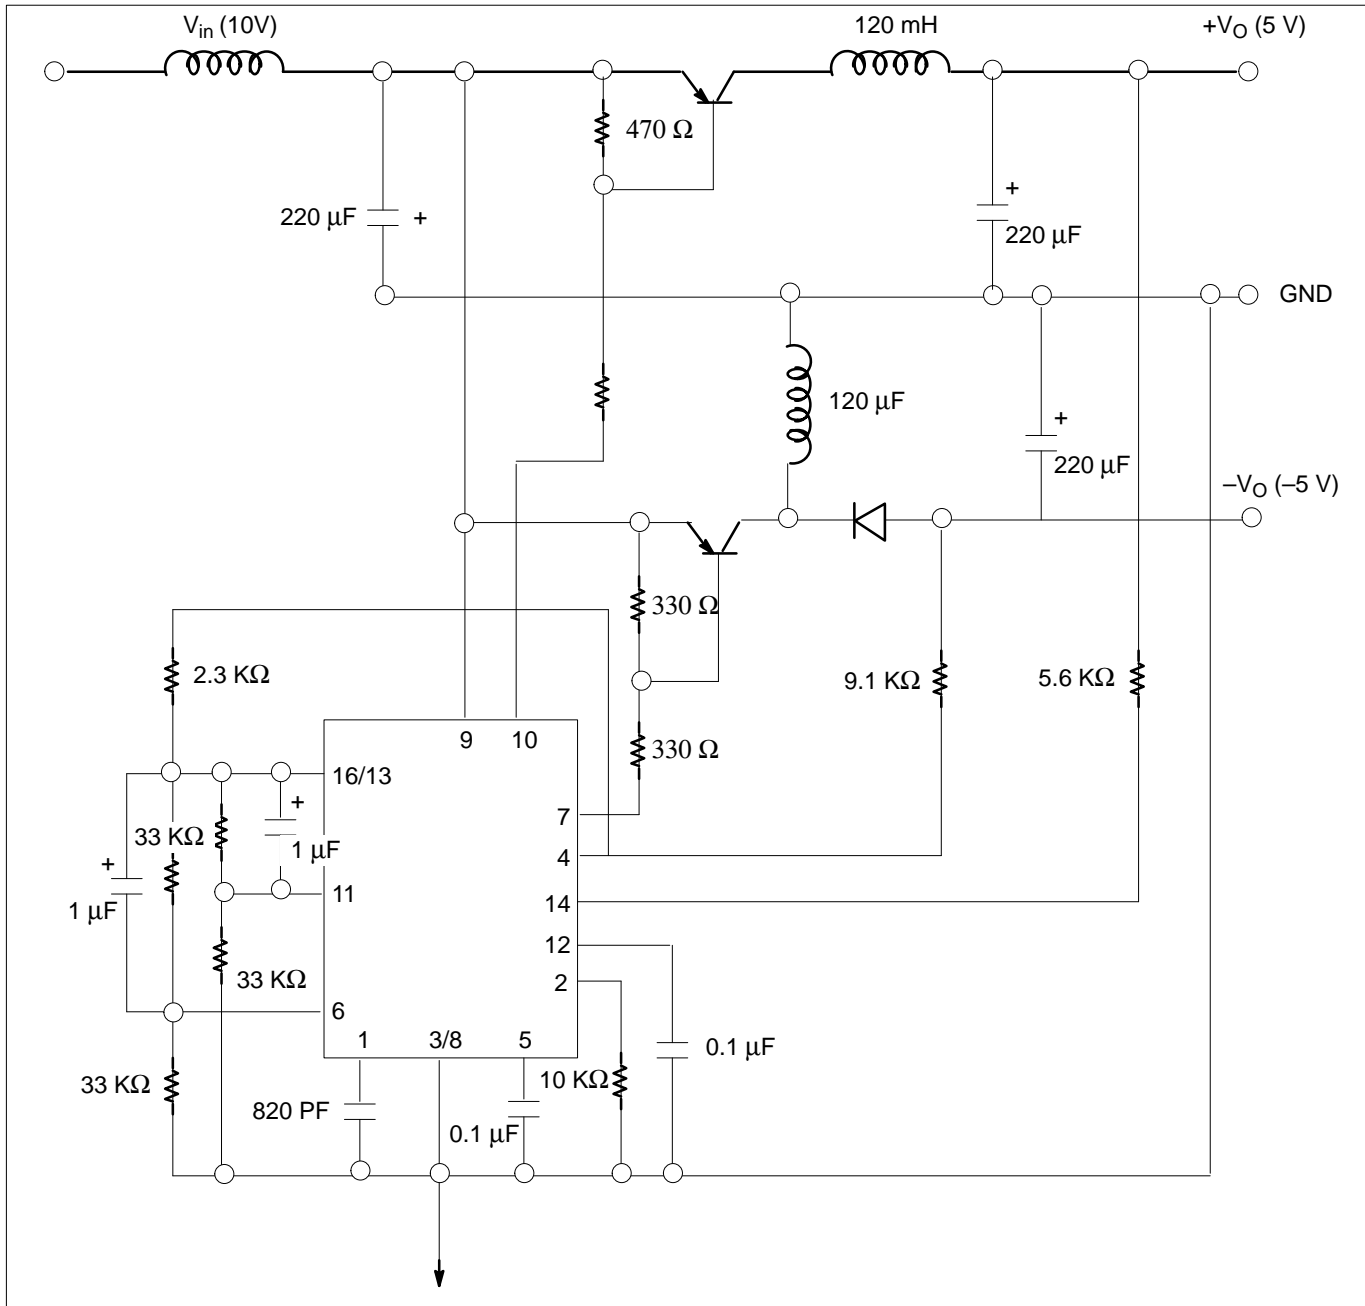 Vin (10V)
120 mH
+VO (5 V)
470 Ω
220 μF
+
+
220 μF
GND
120 μF
+
220 μF
–VO (–5 V)
330 Ω
2.3 KΩ
9.1 KΩ
5.6 KΩ
330 Ω
9
10
16/13
+
33 KΩ
1 μF
7
4
+
1 μF
11
14
12
33 KΩ
2
6
1
3/8
5
0.1 μF
33 KΩ
10 KΩ
820 PF
0.1 μF